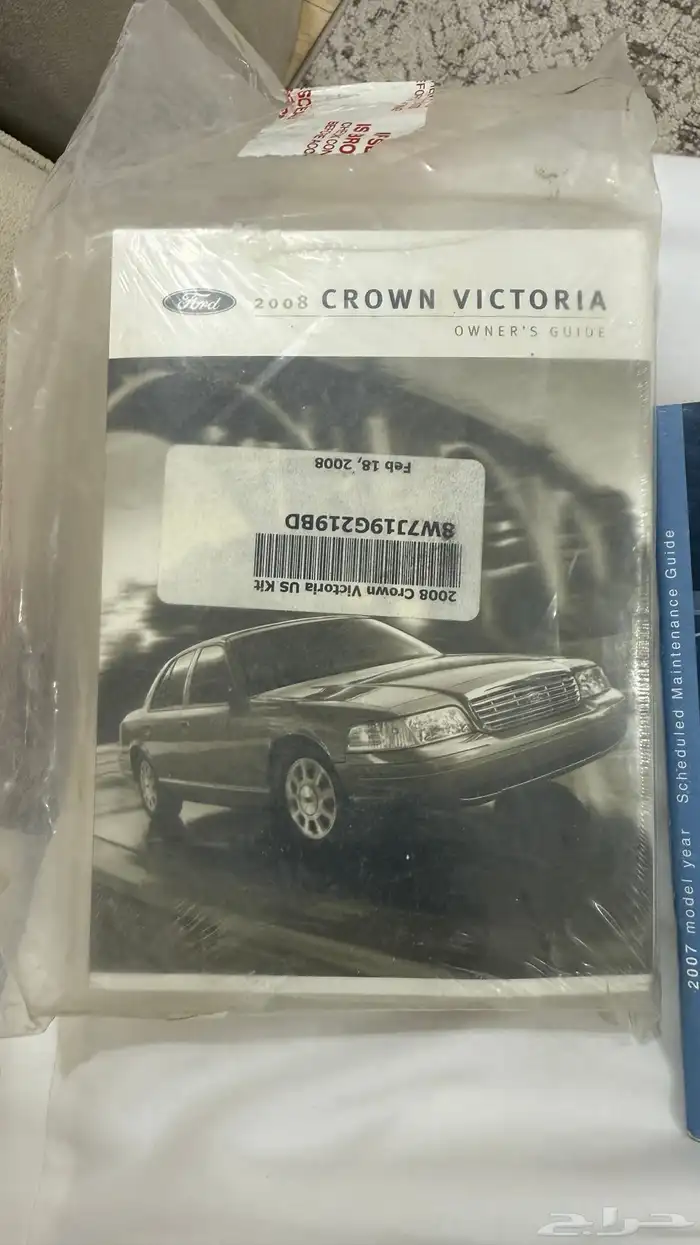 Ford
2008 CROWN VICTORIA
OWNER'S GUIDE
2008 Crown Victoria US Kit
8W7J19G219BD
Feb 18, 2008
2007 model year Scheduled Maintenance Guide
حراج